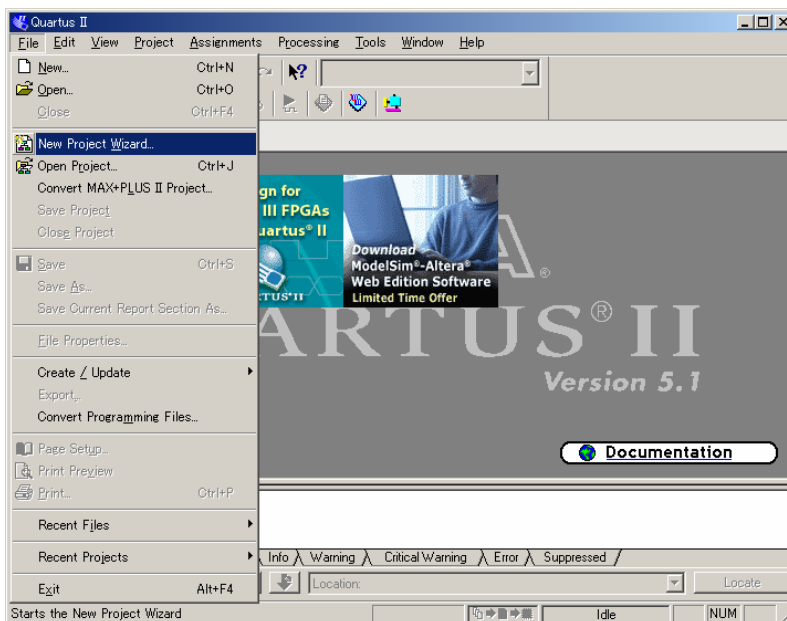 Quartus II
File Edit View Project Assignments Processing Tools Window Help
New... Ctrl+N
Open... Ctrl+O
Close Ctrl+F4
New Project Wizard...
Open Project... Ctrl+J
Convert MAX+PLUS II Project...
Save Project
Close Project
Save Ctrl+S
Save As...
Save Current Report Section As...
File Properties...
Create / Update
Export...
Convert Programming Files...
Page Setup...
Print Preview
Print... Ctrl+P
Recent Files
Recent Projects
Exit Alt+F4
gn for
III FPGAs
uartus® II
TUS®II
Download
ModelSim®-Altera®
Web Edition Software
Limited Time Offer
A®
ARTUS® II
Version 5.1
Documentation
Info Warning Critical Warning Error Suppressed
Location: Locate
Starts the New Project Wizard Idle NUM